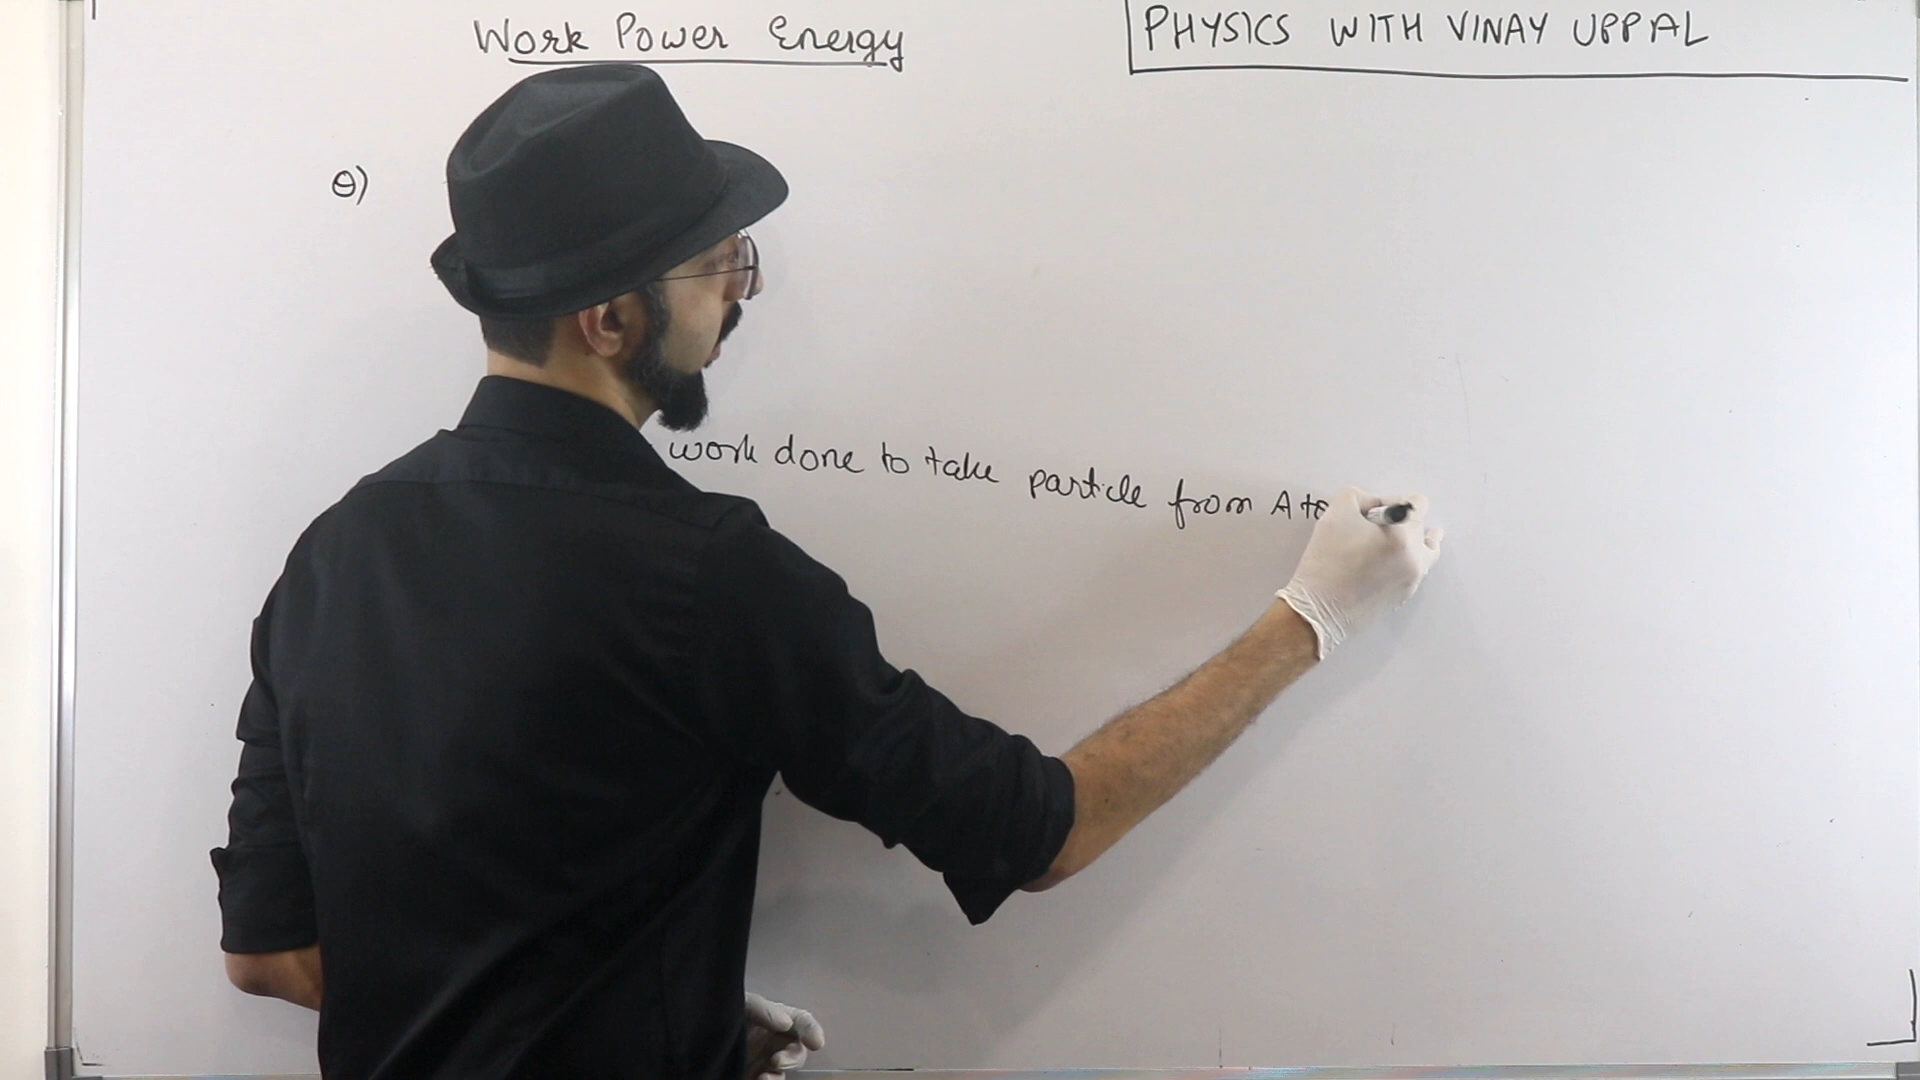 Work Power Energy
PHYSICS WITH VINAY UPPAL
Q)
work done to take particle from A to